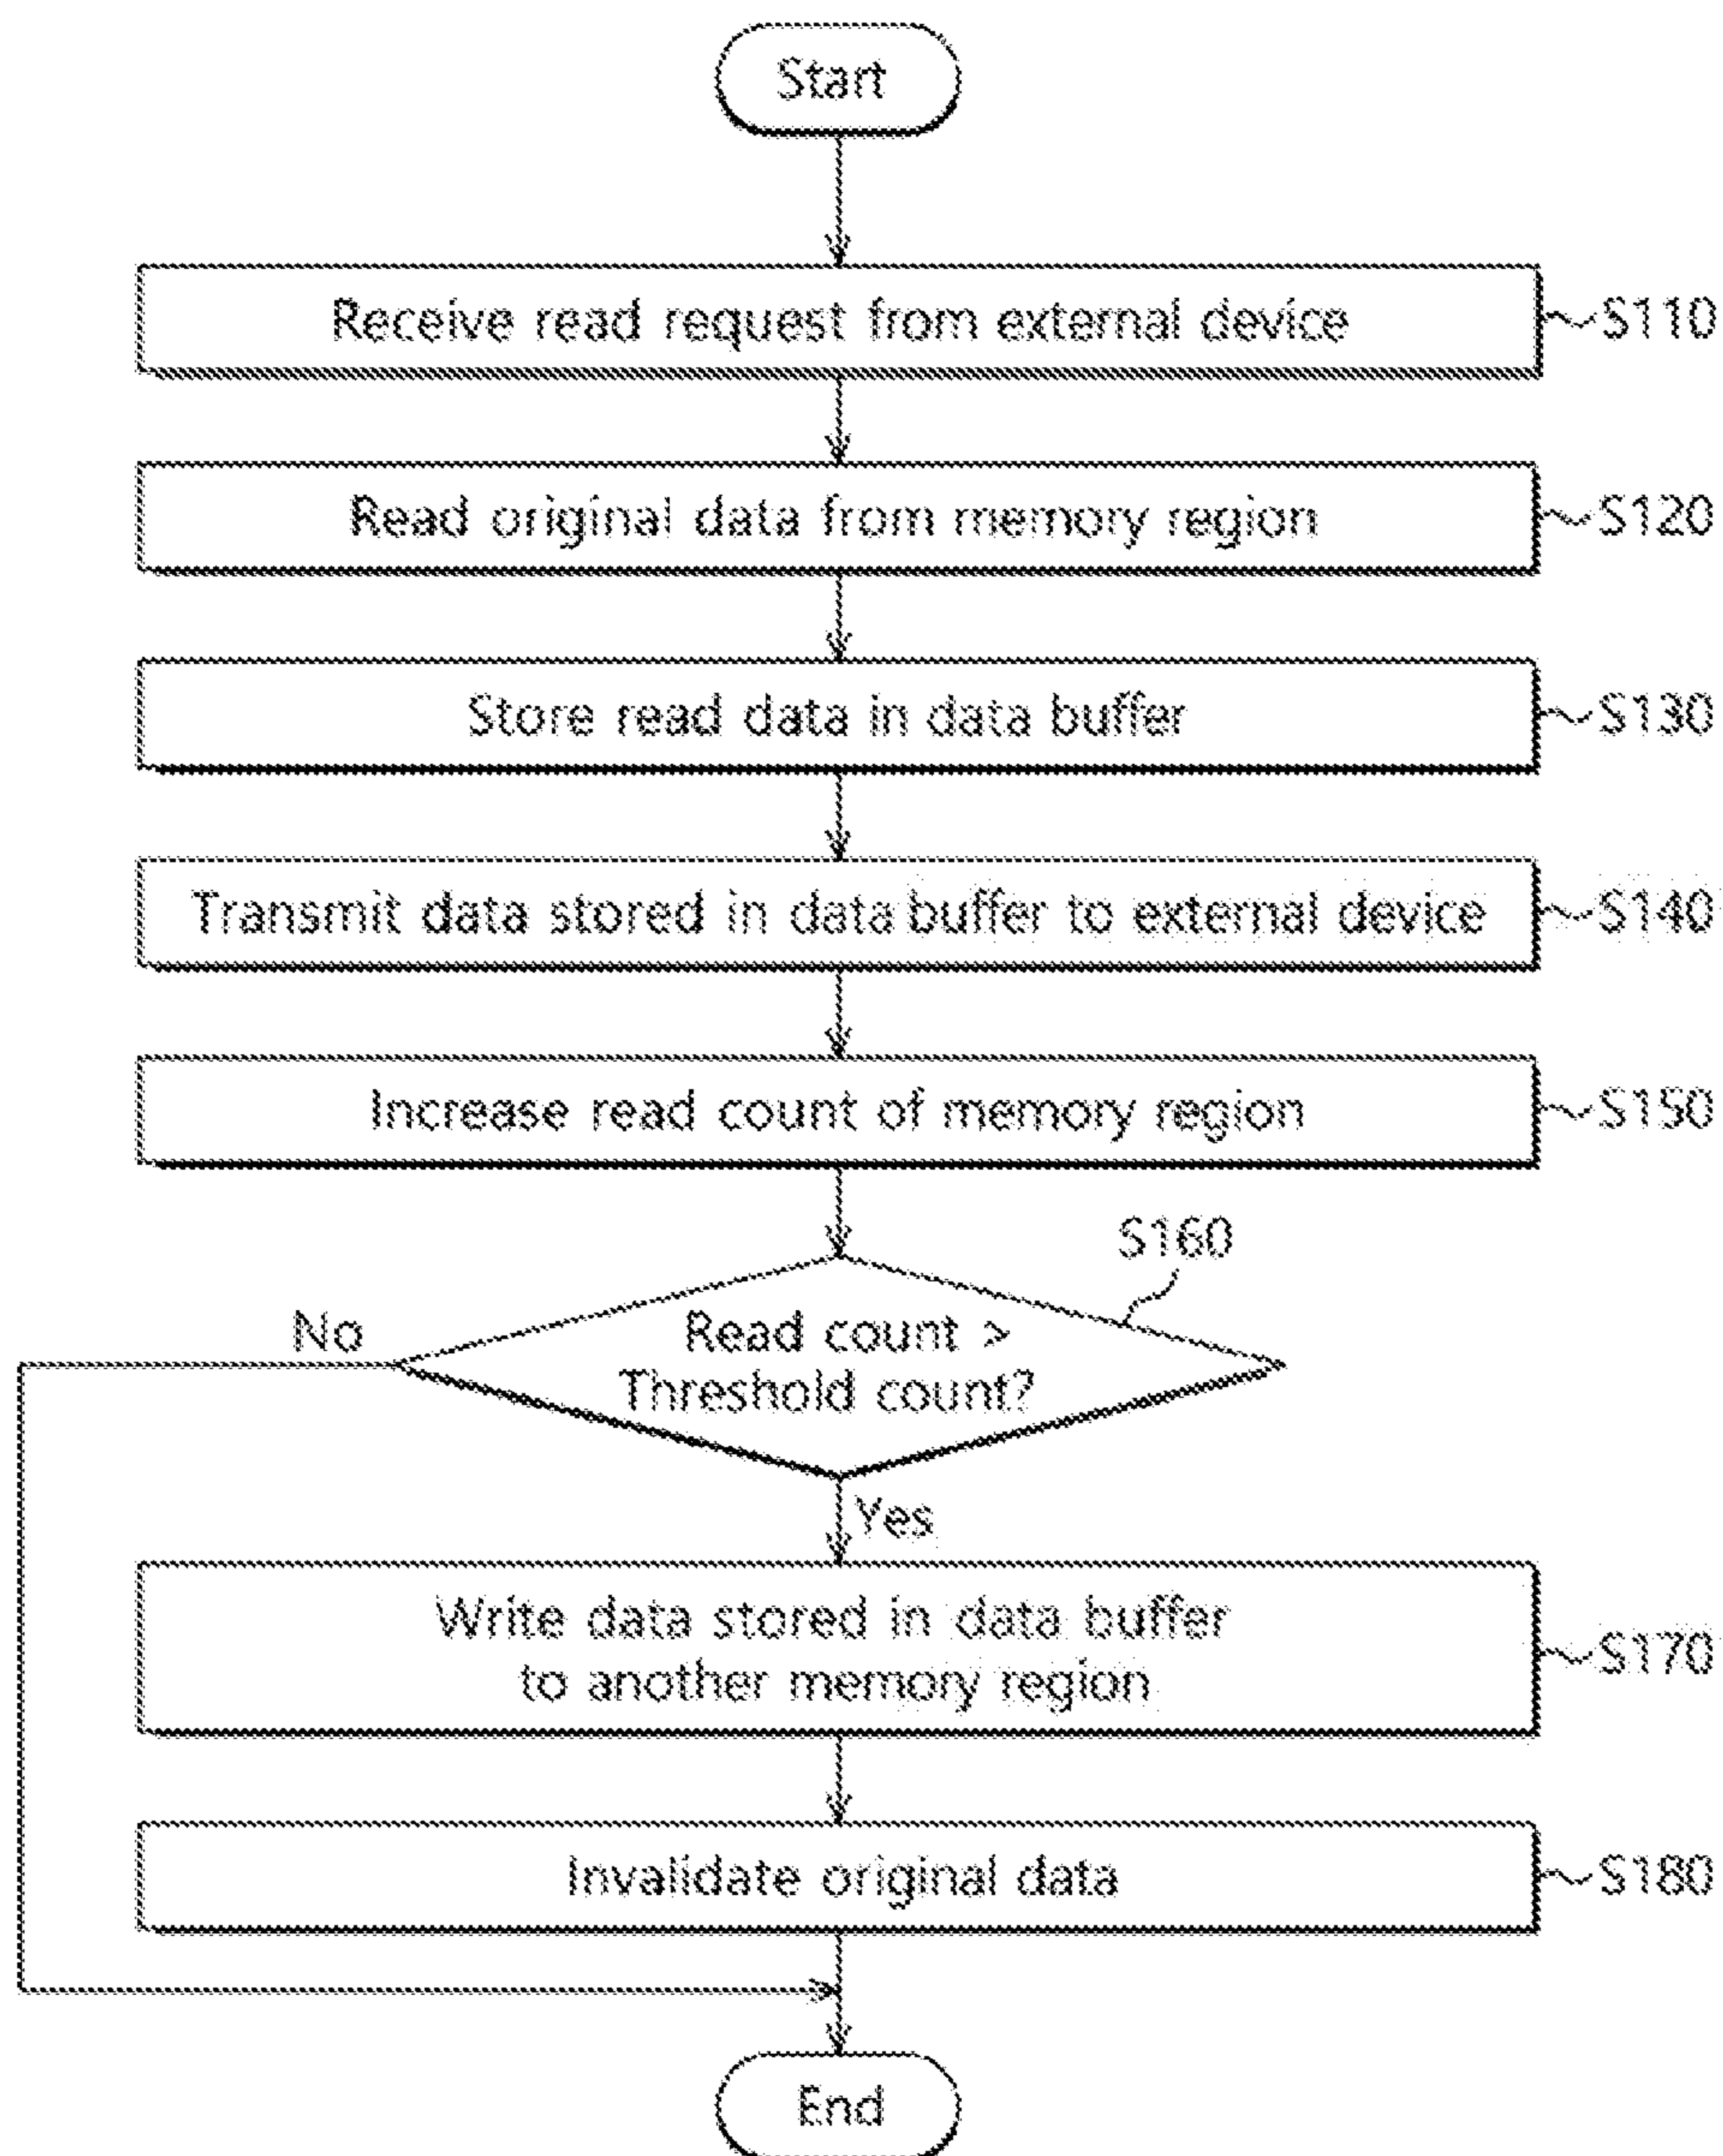 Start
Receive read request from external device
S110
Read original data from memory region
S120
Store read data in data buffer
S130
Transmit data stored in data buffer to external device
S140
Increase read count of memory region
S150
S160
No
Read count >
Threshold count?
Yes
Write data stored in data buffer
to another memory region
S170
Invalidate original data
S180
End